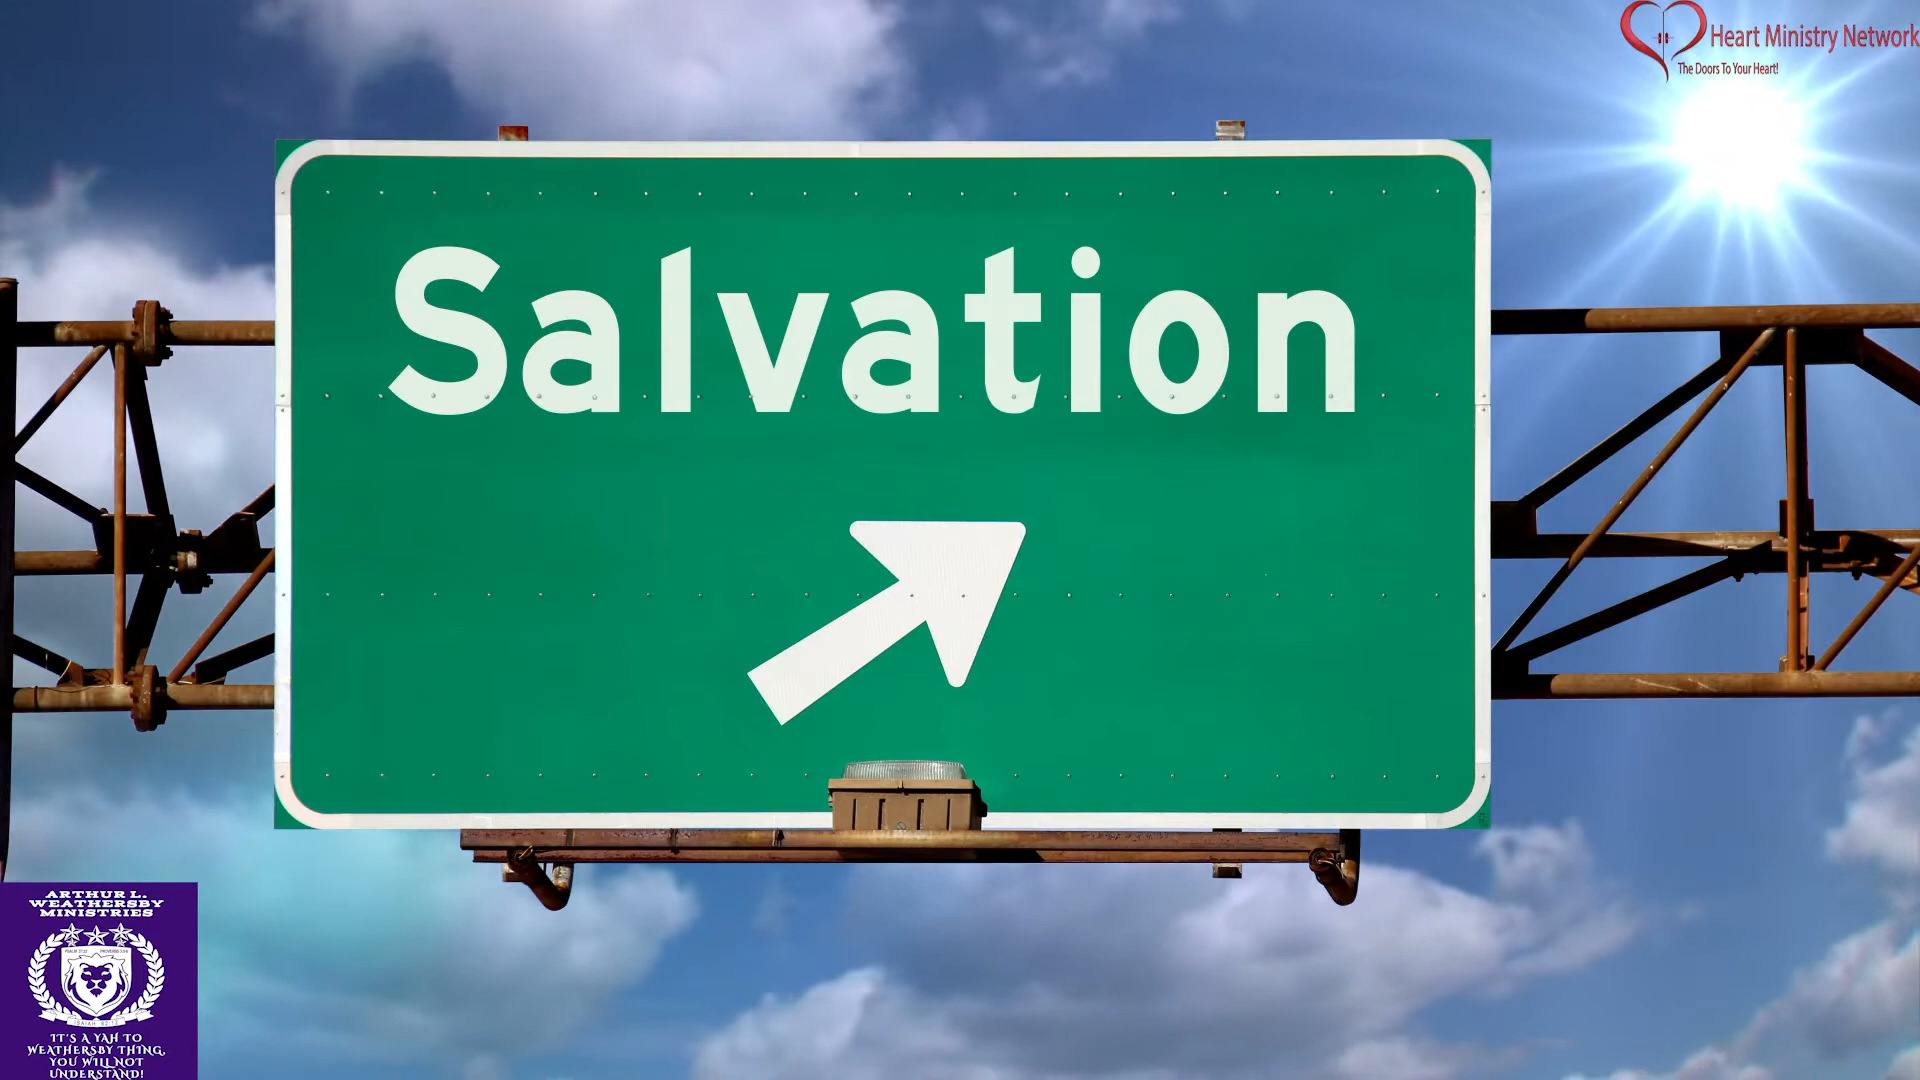 Heart Ministry Network
The Doors To Your Heart!
Salvation
ARTHUR L.
WEATHERSBY
MINISTRIES
IT'S A YAH TO
WEATHERSBY THING,
YOU WILL NOT
UNDERSTAND!